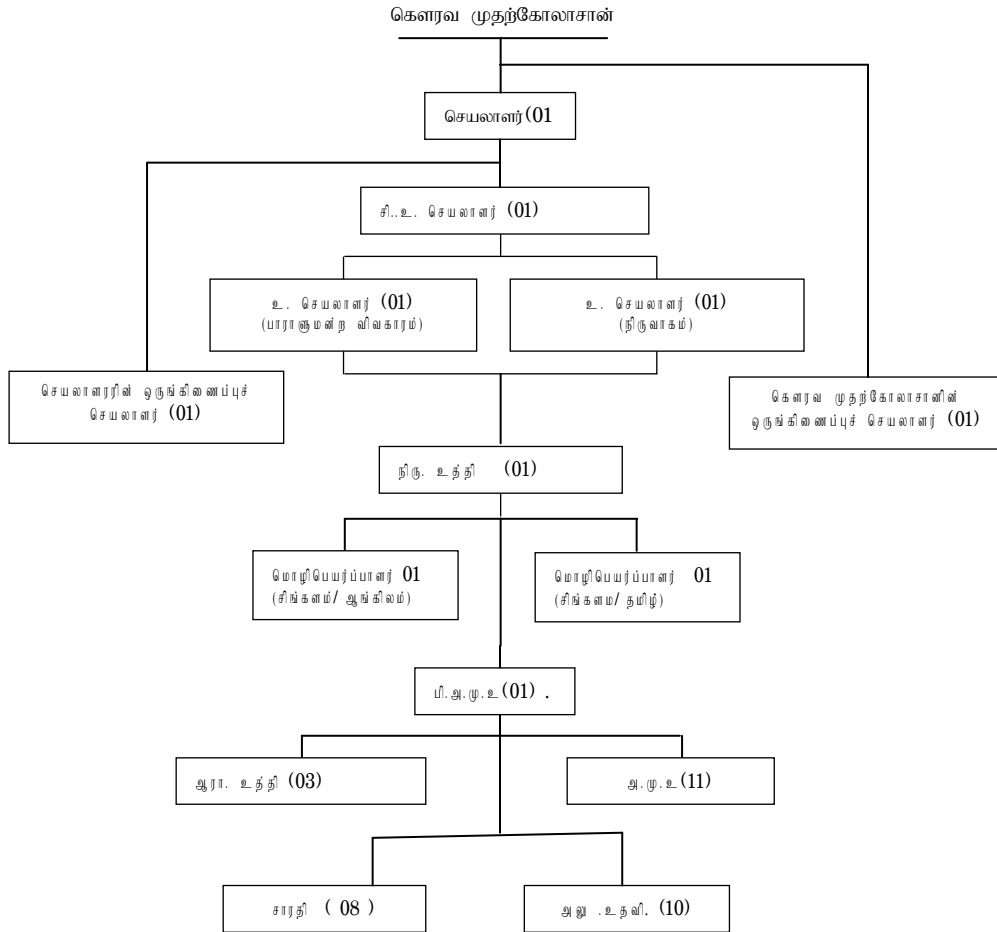 கௌரவ முதற்கோலாசான்
செயலாளர்(01
சி..உ. செயலாளர் (01)
உ. செயலாளர் (01)
(பாராளுமன்ற விவகாரம்)
உ. செயலாளர் (01)
(நிருவாகம்)
செயலாளரரின் ஒருங்கிணைப்புச்
செயலாளர் (01)
கௌரவ முதற்கோலாசானின்
ஒருங்கிணைப்புச் செயலாளர் (01)
நிரு. உத்தி (01)
மொழிபெயர்ப்பாளர் 01
(சிங்களம்/ ஆங்கிலம்)
மொழிபெயர்ப்பாளர் 01
(சிங்களம/ தமிழ்)
பி.அ.மு.உ(01) .
ஆரா. உத்தி (03)
அ.மு.உ(11)
சாரதி ( 08 )
அலு .உதவி. (10)